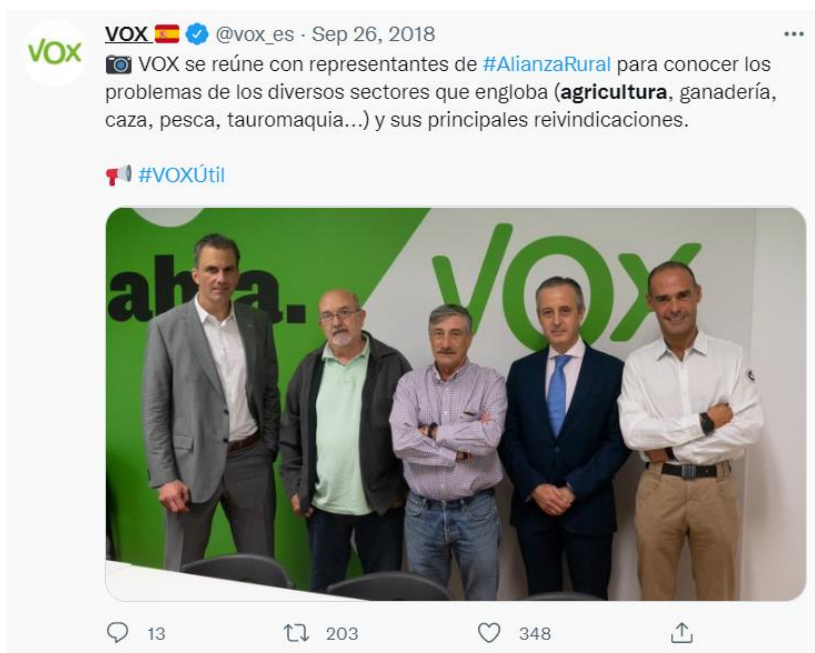 VOX
VOX @vox_es · Sep 26, 2018
VOX se reúne con representantes de #AlianzaRural para conocer los
problemas de los diversos sectores que engloba (agricultura, ganadería,
caza, pesca, tauromaquia...) y sus principales reivindicaciones.
#VOXÚtil
VOX
13 203 348